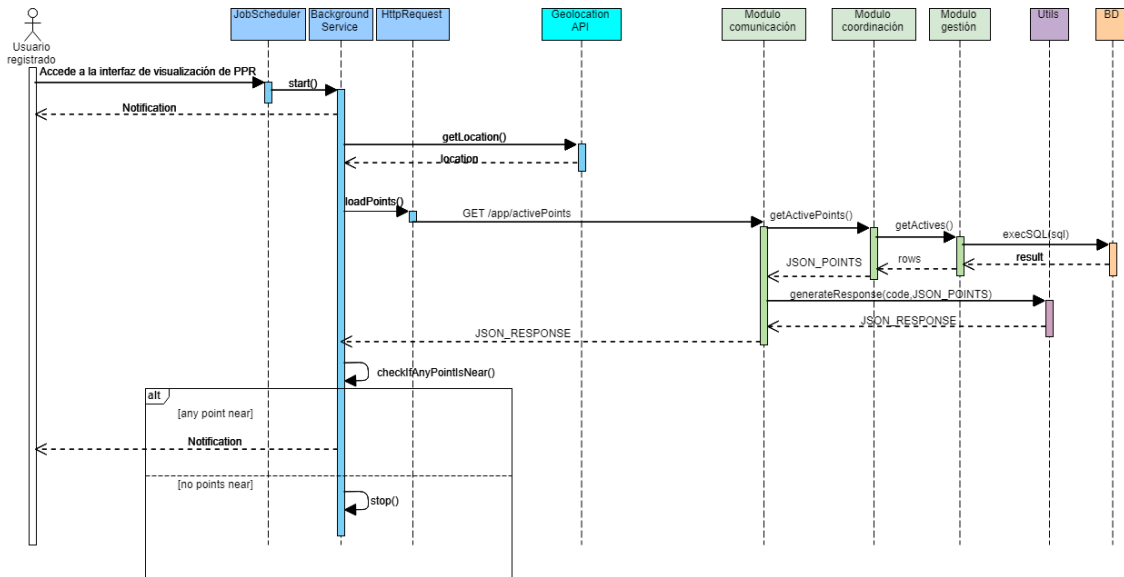 JobScheduler
Background
Service
HttpRequest
Geolocation
API
Modulo
comunicación
Modulo
coordinación
Modulo
gestión
Utils
BD
Usuario
registrado
Accede a la interfaz de visualización de PPR
start()
Notification
getLocation()
location
loadPoints()
GET /app/activePoints
getActivePoints()
getActives()
execSQL(sql)
result
rows
JSON_POINTS
generateResponse(code,JSON_POINTS)
JSON_RESPONSE
JSON_RESPONSE
checkIfAnyPointIsNear()
alt
[any point near]
Notification
[no points near]
stop()